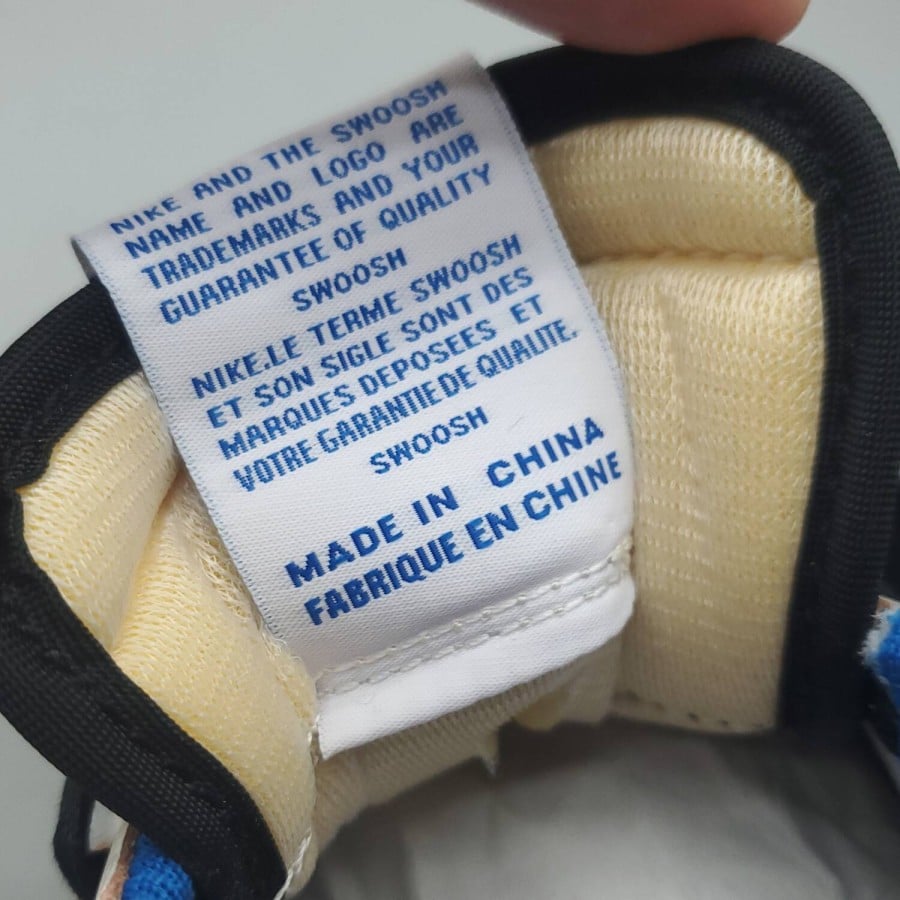 NIKE AND THE SWOOSH
NAME AND LOGO ARE
TRADEMARKS AND YOUR
GUARANTEE OF QUALITY
SWOOSH
NIKE.LE TERME SWOOSH
ET SON SIGLE SONT DES
MARQUES DEPOSEES ET
VOTRE GARANTIE DE QUALITE.
SWOOSH
MADE IN CHINA
FABRIQUE EN CHINE